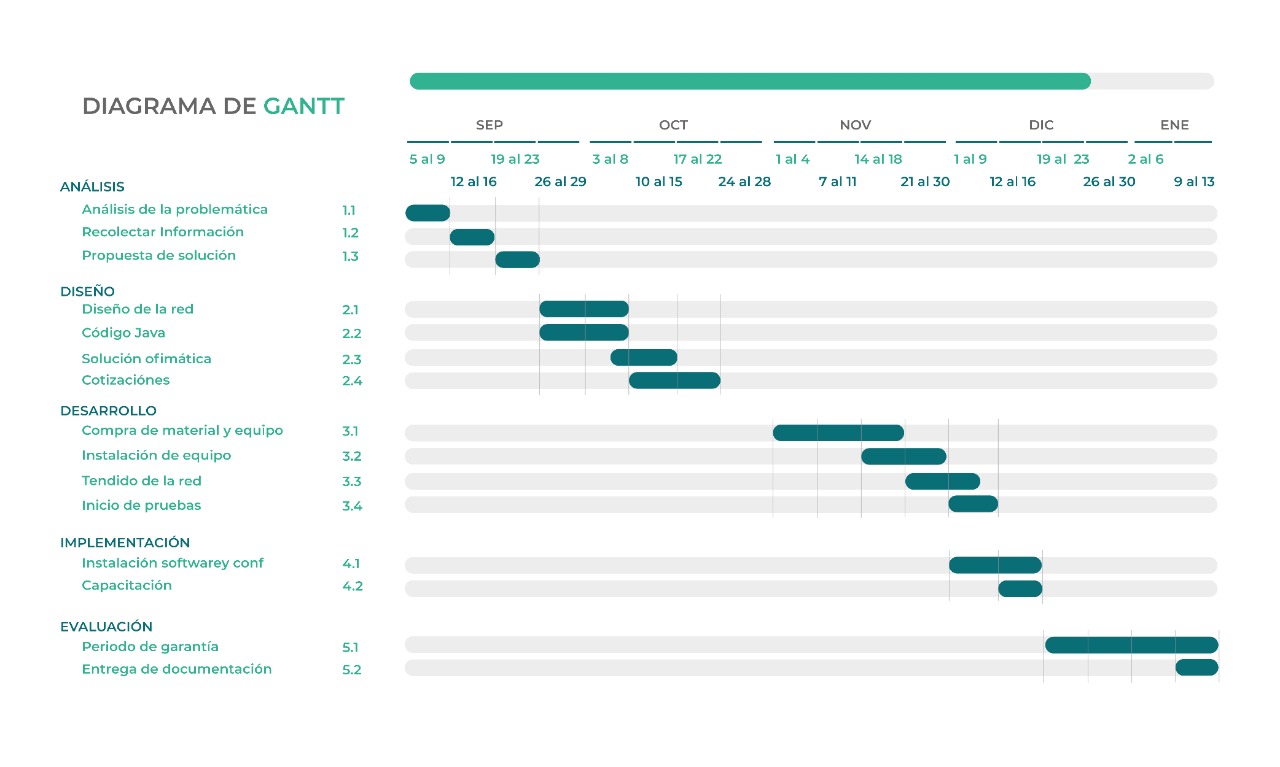 DIAGRAMA DE GANTT
SEP OCT NOV DIC ENE
5 al 9 19 al 23 3 al 8 17 al 22 1 al 4 14 al 18 1 al 9 19 al 23 2 al 6
12 al 16 26 al 29 10 al 15 24 al 28 7 al 11 21 al 30 12 al 16 26 al 30 9 al 13
ANÁLISIS
Análisis de la problemática 1.1
Recolectar Información 1.2
Propuesta de solución 1.3
DISEÑO
Diseño de la red 2.1
Código Java 2.2
Solución ofimática 2.3
Cotizaciónes 2.4
DESARROLLO
Compra de material y equipo 3.1
Instalación de equipo 3.2
Tendido de la red 3.3
Inicio de pruebas 3.4
IMPLEMENTACIÓN
Instalación softwarey conf 4.1
Capacitación 4.2
EVALUACIÓN
Periodo de garantía 5.1
Entrega de documentación 5.2